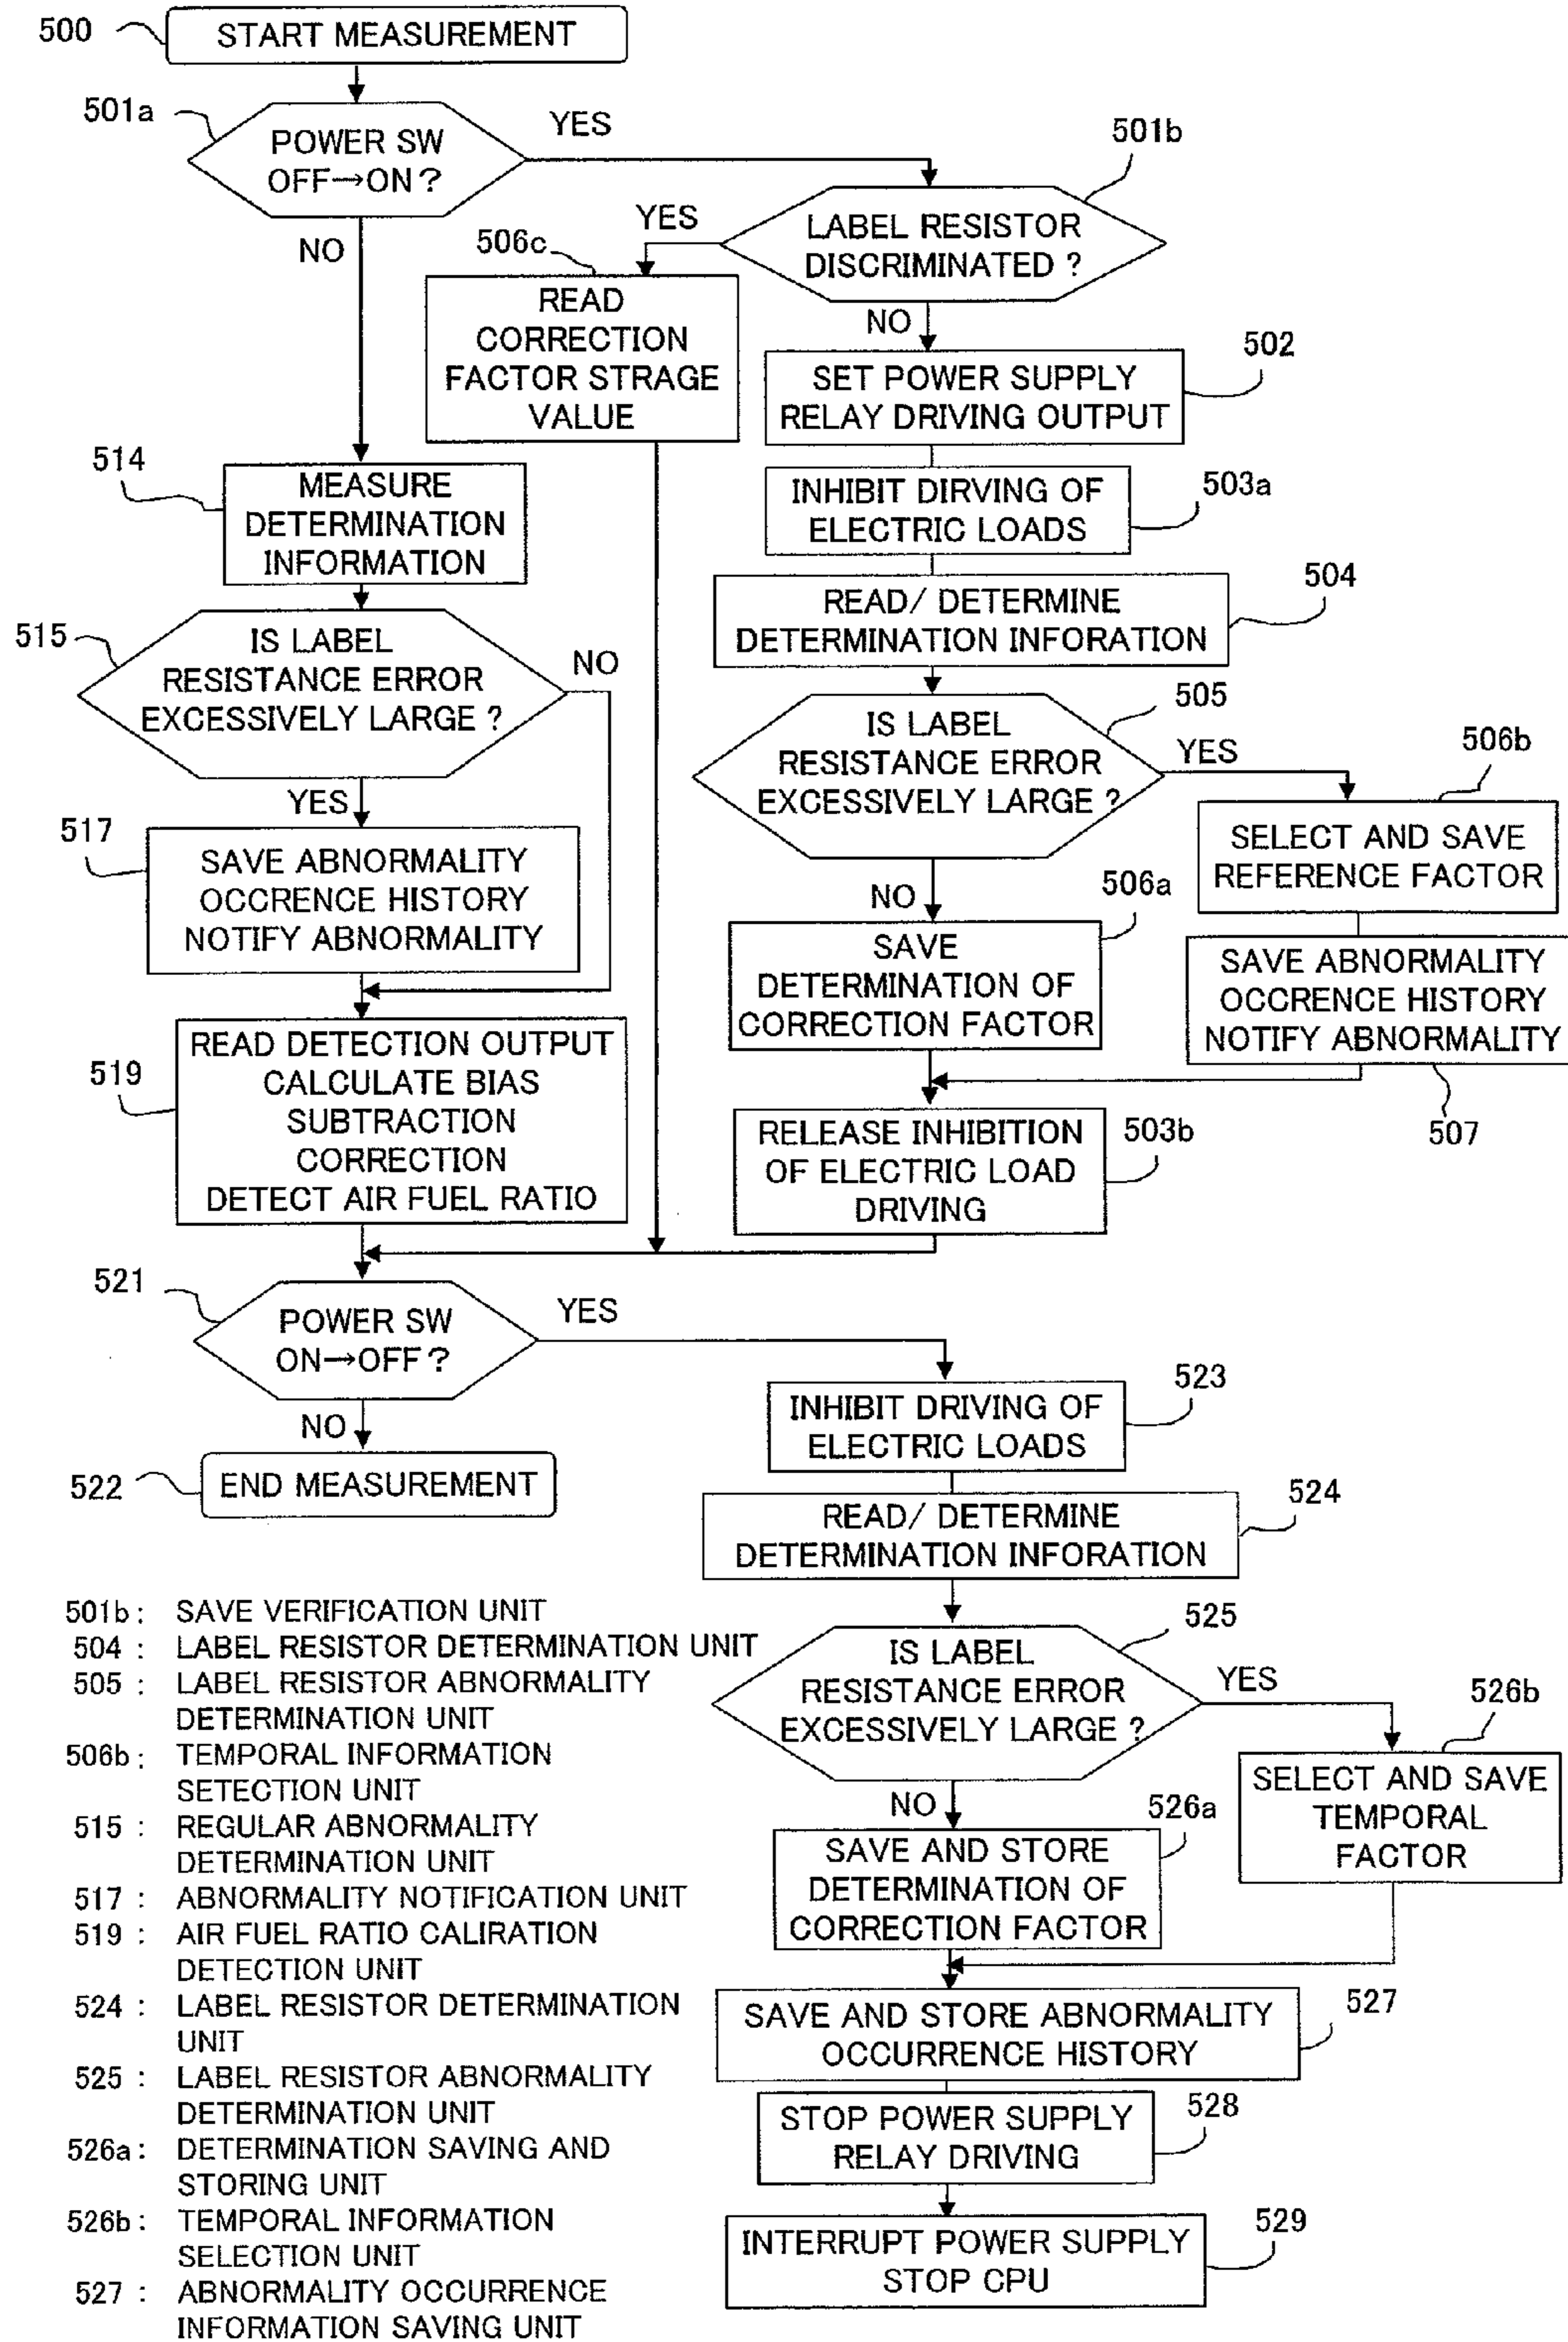 500
START MEASUREMENT
501a
POWER SW
OFF→ON?
YES
NO
501b
LABEL RESISTOR
DISCRIMINATED ?
YES
NO
506c
READ
CORRECTION
FACTOR STRAGE
VALUE
502
SET POWER SUPPLY
RELAY DRIVING OUTPUT
503a
INHIBIT DIRVING OF
ELECTRIC LOADS
504
READ/ DETERMINE
DETERMINATION INFORATION
505
IS LABEL
RESISTANCE ERROR
EXCESSIVELY LARGE ?
YES
NO
506b
SELECT AND SAVE
REFERENCE FACTOR
506a
SAVE
DETERMINATION OF
CORRECTION FACTOR
SAVE ABNORMALITY
OCCRENCE HISTORY
NOTIFY ABNORMALITY
507
503b
RELEASE INHIBITION
OF ELECTRIC LOAD
DRIVING
514
MEASURE
DETERMINATION
INFORMATION
515
IS LABEL
RESISTANCE ERROR
EXCESSIVELY LARGE ?
NO
YES
517
SAVE ABNORMALITY
OCCRENCE HISTORY
NOTIFY ABNORMALITY
519
READ DETECTION OUTPUT
CALCULATE BIAS
SUBTRACTION
CORRECTION
DETECT AIR FUEL RATIO
521
POWER SW
ON→OFF?
YES
NO
522
END MEASUREMENT
523
INHIBIT DRIVING OF
ELECTRIC LOADS
524
READ/ DETERMINE
DETERMINATION INFORATION
525
IS LABEL
RESISTANCE ERROR
EXCESSIVELY LARGE ?
YES
NO
526b
SELECT AND SAVE
TEMPORAL
FACTOR
526a
SAVE AND STORE
DETERMINATION OF
CORRECTION FACTOR
527
SAVE AND STORE ABNORMALITY
OCCURRENCE HISTORY
528
STOP POWER SUPPLY
RELAY DRIVING
529
INTERRUPT POWER SUPPLY
STOP CPU
501b: SAVE VERIFICATION UNIT
504 : LABEL RESISTOR DETERMINATION UNIT
505 : LABEL RESISTOR ABNORMALITY
DETERMINATION UNIT
506b: TEMPORAL INFORMATION
SETECTION UNIT
515 : REGULAR ABNORMALITY
DETERMINATION UNIT
517 : ABNORMALITY NOTIFICATION UNIT
519 : AIR FUEL RATIO CALIRATION
DETECTION UNIT
524 : LABEL RESISTOR DETERMINATION
UNIT
525 : LABEL RESISTOR ABNORMALITY
DETERMINATION UNIT
526a: DETERMINATION SAVING AND
STORING UNIT
526b: TEMPORAL INFORMATION
SELECTION UNIT
527 : ABNORMALITY OCCURRENCE
INFORMATION SAVING UNIT